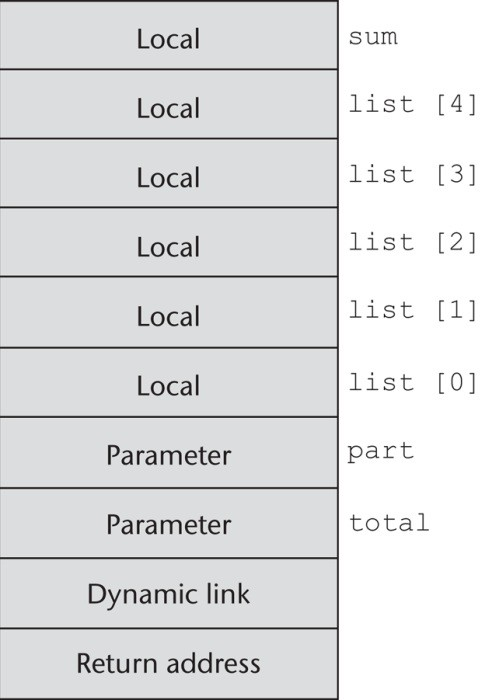 Local sum
Local list [4]
Local list [3]
Local list [2]
Local list [1]
Local list [0]
Parameter part
Parameter total
Dynamic link
Return address